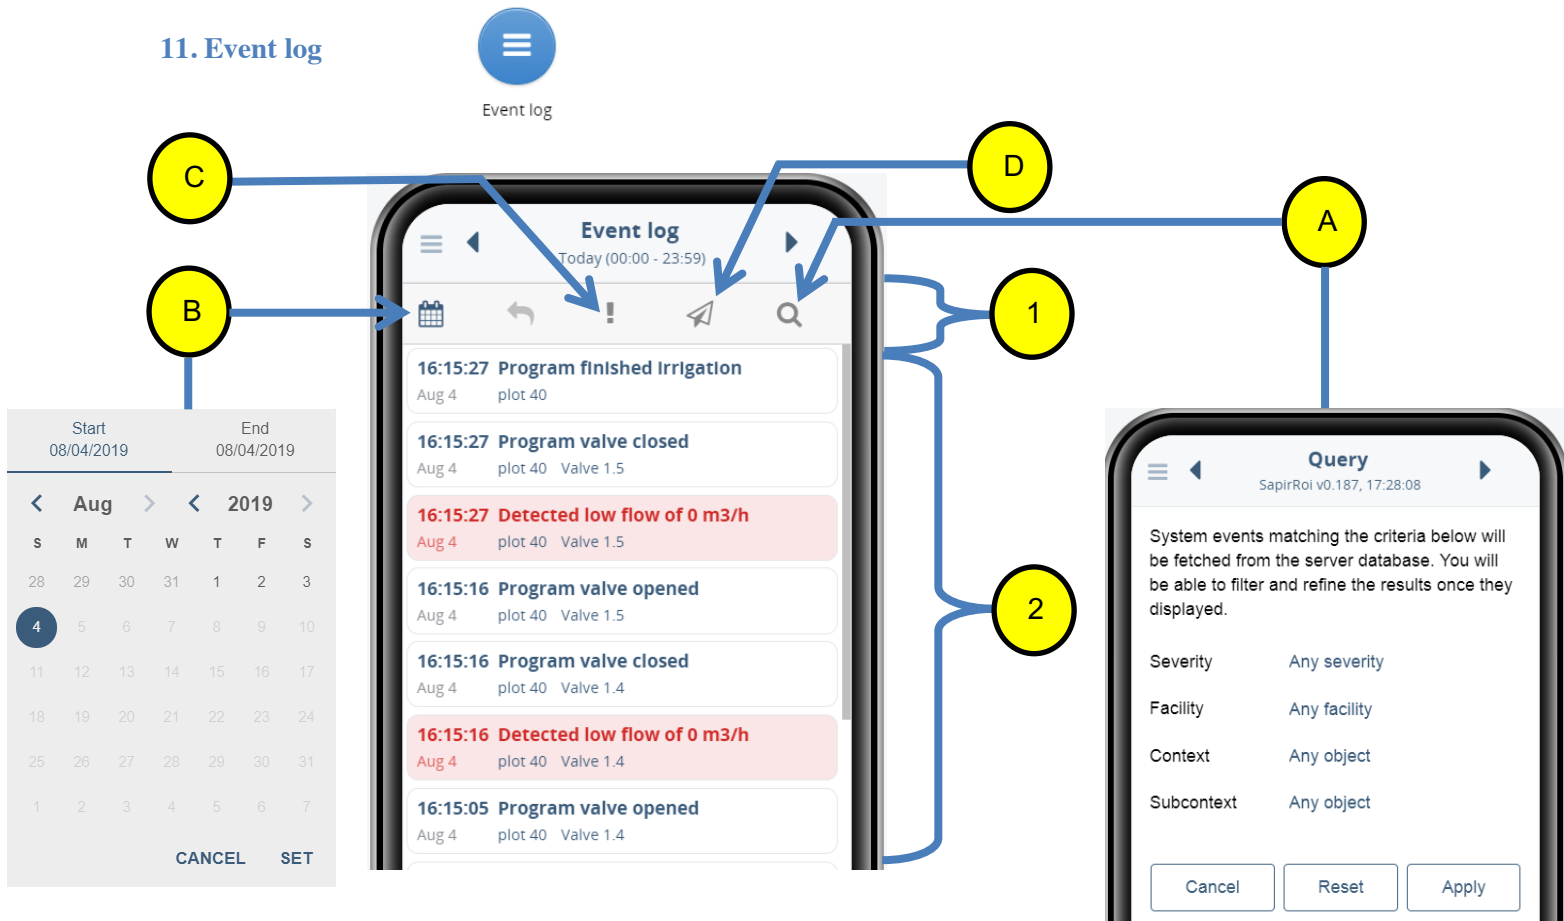 11. Event log
Event log
C
D
A
B
1
2
Event log
Today (00:00 - 23:59)
16:15:27 Program finished irrigation
Aug 4 plot 40
16:15:27 Program valve closed
Aug 4 plot 40 Valve 1.5
16:15:27 Detected low flow of 0 m3/h
Aug 4 plot 40 Valve 1.5
16:15:16 Program valve opened
Aug 4 plot 40 Valve 1.5
16:15:16 Program valve closed
Aug 4 plot 40 Valve 1.4
16:15:16 Detected low flow of 0 m3/h
Aug 4 plot 40 Valve 1.4
16:15:05 Program valve opened
Aug 4 plot 40 Valve 1.4
Start End
08/04/2019 08/04/2019
Aug 2019
S M T W T F S
28 29 30 31 1 2 3
4 5 6 7 8 9 10
11 12 13 14 15 16 17
18 19 20 21 22 23 24
25 26 27 28 29 30 31
1 2 3 4 5 6 7
CANCEL SET
Query
SapirRoi v0.187, 17:28:08
System events matching the criteria below will
be fetched from the server database. You will
be able to filter and refine the results once they
displayed.
Severity Any severity
Facility Any facility
Context Any object
Subcontext Any object
Cancel Reset Apply